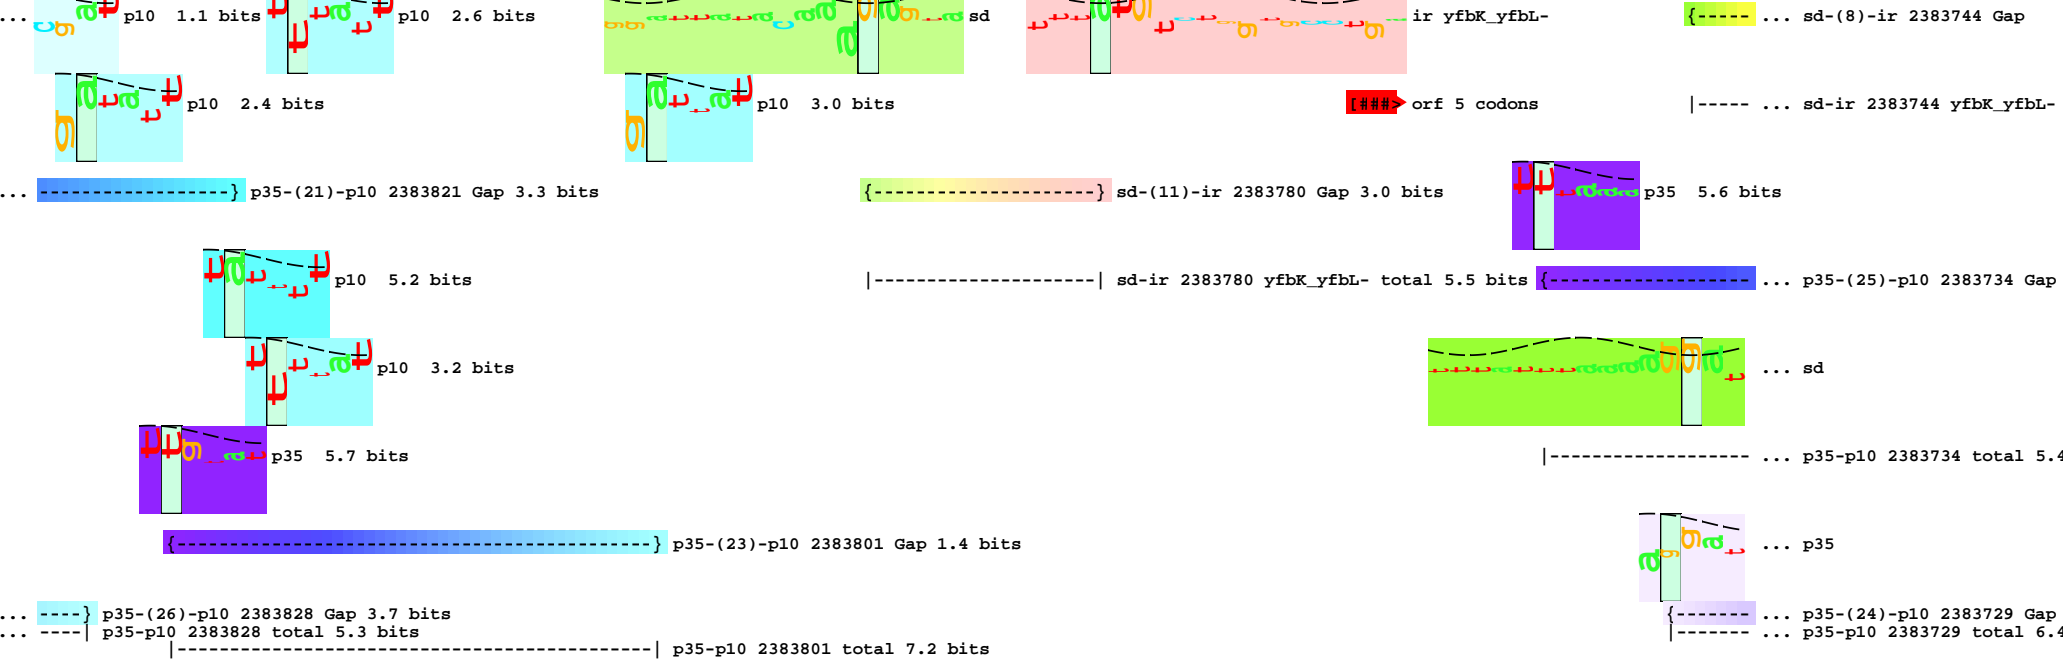 ... p10 1.1 bits p10 2.6 bits sd ir yfbK_yfbL- {----- ... sd-(8)-ir 2383744 Gap
p10 2.4 bits p10 3.0 bits [###> orf 5 codons |----- ... sd-ir 2383744 yfbK_yfbL-
... ------------------} p35-(21)-p10 2383821 Gap 3.3 bits {---------------------} sd-(11)-ir 2383780 Gap 3.0 bits p35 5.6 bits
p10 5.2 bits |---------------------| sd-ir 2383780 yfbK_yfbL- total 5.5 bits {------------------- ... p35-(25)-p10 2383734 Gap
p10 3.2 bits ... sd
p35 5.7 bits |------------------- ... p35-p10 2383734 total 5.4
{---------------------------------------------} p35-(23)-p10 2383801 Gap 1.4 bits ... p35
... ----} p35-(26)-p10 2383828 Gap 3.7 bits {------- ... p35-(24)-p10 2383729 Gap
... ----| p35-p10 2383828 total 5.3 bits |------- ... p35-p10 2383729 total 6.4
|---------------------------------------------| p35-p10 2383801 total 7.2 bits